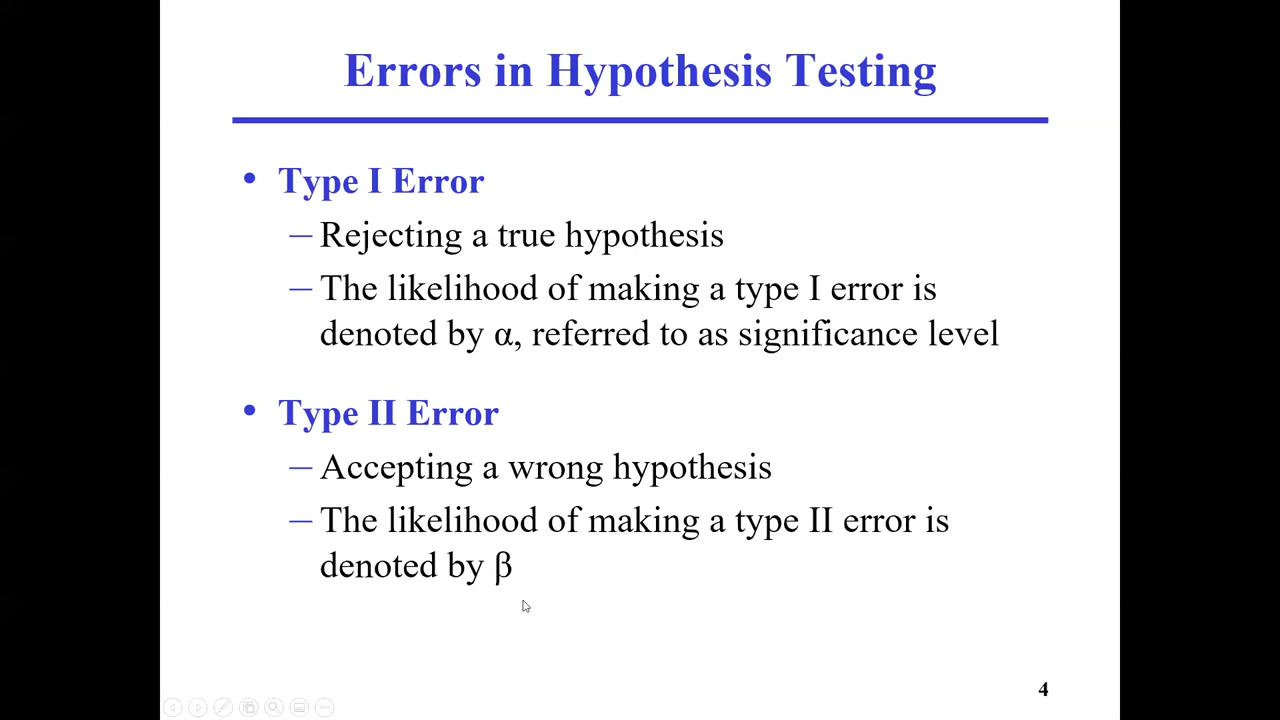 Errors in Hypothesis Testing
• Type I Error
– Rejecting a true hypothesis
– The likelihood of making a type I error is
denoted by α, referred to as significance level
• Type II Error
– Accepting a wrong hypothesis
– The likelihood of making a type II error is
denoted by β
4